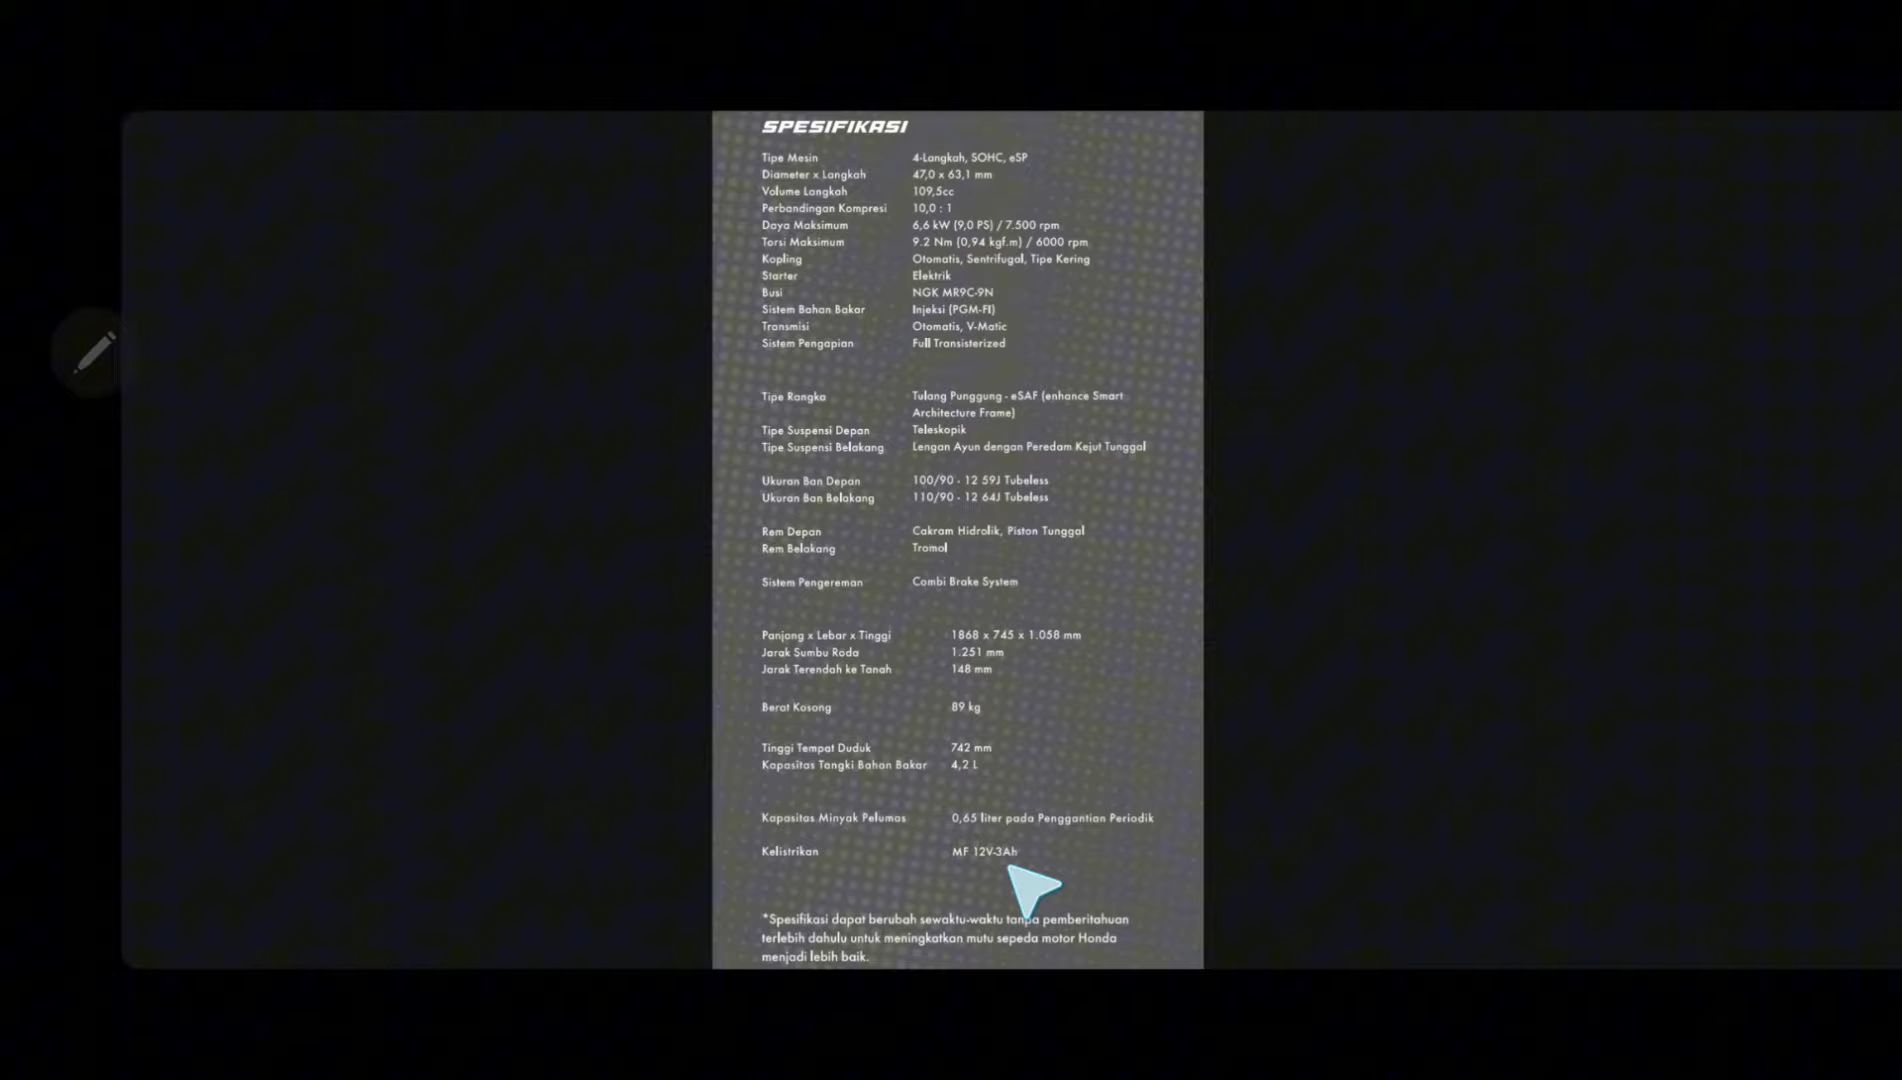 SPESIFIKASI
Tipe Mesin 4-Langkah, SOHC, eSP
Diameter x Langkah 47,0 x 63,1 mm
Volume Langkah 109,5cc
Perbandingan Kompresi 10,0 : 1
Daya Maksimum 6,6 kW (9,0 PS) / 7.500 rpm
Torsi Maksimum 9.2 Nm (0,94 kgf.m) / 6000 rpm
Kopling Otomatis, Sentrifugal, Tipe Kering
Starter Elektrik
Busi NGK MR9C-9N
Sistem Bahan Bakar Injeksi (PGM-FI)
Transmisi Otomatis, V-Matic
Sistem Pengapian Full Transisterized
Tipe Rangka Tulang Punggung - eSAF (enhance Smart
Architecture Frame)
Tipe Suspensi Depan Teleskopik
Tipe Suspensi Belakang Lengan Ayun dengan Peredam Kejut Tunggal
Ukuran Ban Depan 100/90 - 12 59J Tubeless
Ukuran Ban Belakang 110/90 - 12 64J Tubeless
Rem Depan Cakram Hidrolik, Piston Tunggal
Rem Belakang Tromol
Sistem Pengereman Combi Brake System
Panjang x Lebar x Tinggi 1868 x 745 x 1.058 mm
Jarak Sumbu Roda 1.251 mm
Jarak Terendah ke Tanah 148 mm
Berat Kosong 89 kg
Tinggi Tempat Duduk 742 mm
Kapasitas Tangki Bahan Bakar 4,2 L
Kapasitas Minyak Pelumas 0,65 liter pada Penggantian Periodik
Kelistrikan MF 12V-3Ah
*Spesifikasi dapat berubah sewaktu-waktu tanpa pemberitahuan
terlebih dahulu untuk meningkatkan mutu sepeda motor Honda
menjadi lebih baik.